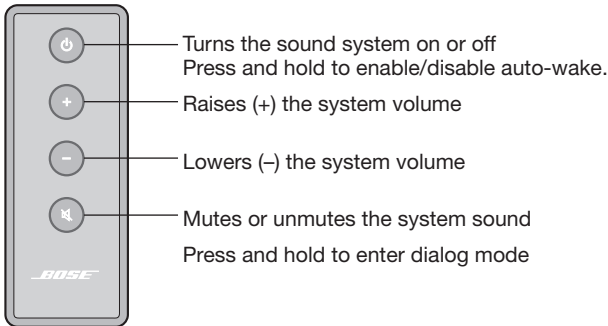 Turns the sound system on or off
Press and hold to enable/disable auto-wake.
+
Raises (+) the system volume
–
Lowers (–) the system volume
Mutes or unmutes the system sound
Press and hold to enter dialog mode
BOSE